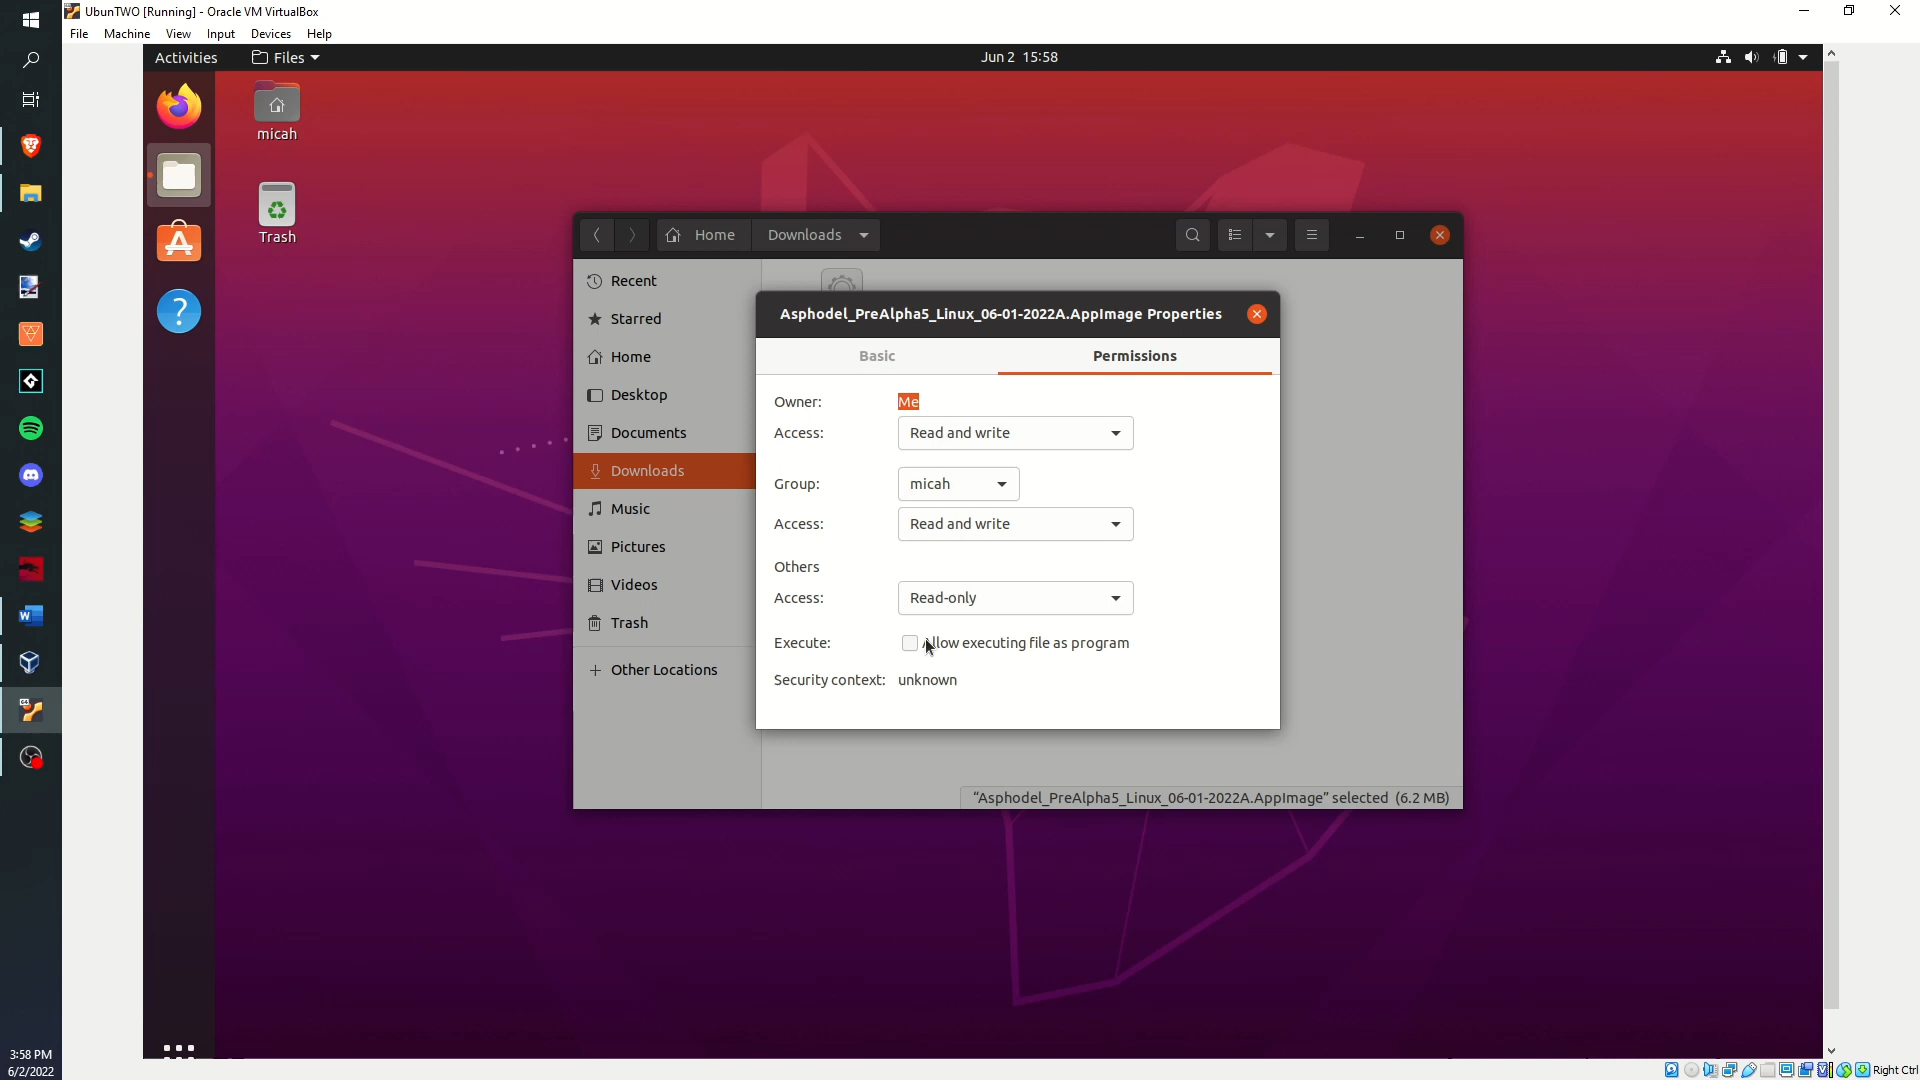 UbunTWO [Running] - Oracle VM VirtualBox
File Machine View Input Devices Help
Activities Files Jun 2 15:58
micah
Trash
Home Downloads
Recent
Starred
Home
Desktop
Documents
Downloads
Music
Pictures
Videos
Trash
Other Locations
Asphodel_PreAlpha5_Linux_06-01-2022A.AppImage Properties
Basic Permissions
Owner: Me
Access: Read and write
Group: micah
Access: Read and write
Others
Access: Read-only
Execute: Allow executing file as program
Security context: unknown
“Asphodel_PreAlpha5_Linux_06-01-2022A.AppImage” selected (6.2 MB)
3:58 PM
6/2/2022
Right Ctrl